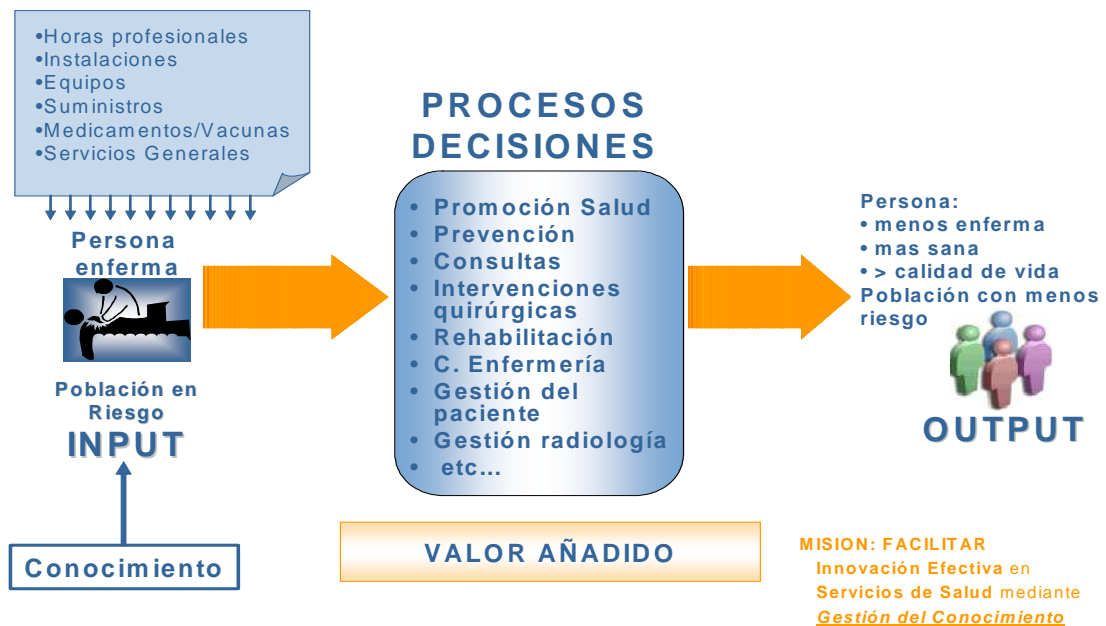 •Horas profesionales
•Instalaciones
•Equipos
•Suministros
•Medicamentos/Vacunas
•Servicios Generales
Persona
enferma
Población en
Riesgo
INPUT
Conocimiento
PROCESOS
DECISIONES
• Promoción Salud
• Prevención
• Consultas
• Intervenciones
quirúrgicas
• Rehabilitación
• C. Enfermería
• Gestión del
paciente
• Gestión radiología
• etc...
VALOR AÑADIDO
Persona:
• menos enferma
• mas sana
• > calidad de vida
Población con menos
riesgo
OUTPUT
MISION: FACILITAR
Innovación Efectiva en
Servicios de Salud mediante
Gestión del Conocimiento